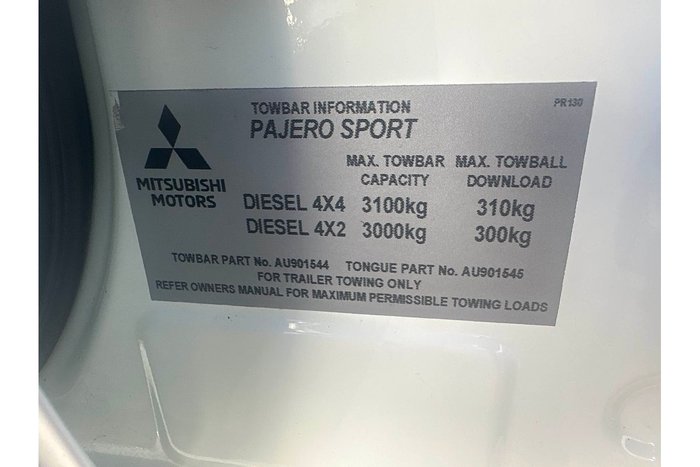 TOWBAR INFORMATION
PR130
PAJERO SPORT
MITSUBISHI
MOTORS
MAX. TOWBAR MAX. TOWBALL
CAPACITY DOWNLOAD
DIESEL 4X4 3100kg 310kg
DIESEL 4X2 3000kg 300kg
TOWBAR PART No. AU901544 TONGUE PART No. AU901545
FOR TRAILER TOWING ONLY
REFER OWNERS MANUAL FOR MAXIMUM PERMISSIBLE TOWING LOADS